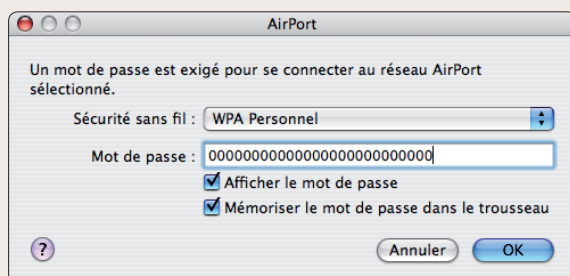 AirPort
Un mot de passe est exigé pour se connecter au réseau AirPort
sélectionné.
Sécurité sans fil : WPA Personnel
Mot de passe : 00000000000000000000000000
Afficher le mot de passe
Mémoriser le mot de passe dans le trousseau
? Annuler OK